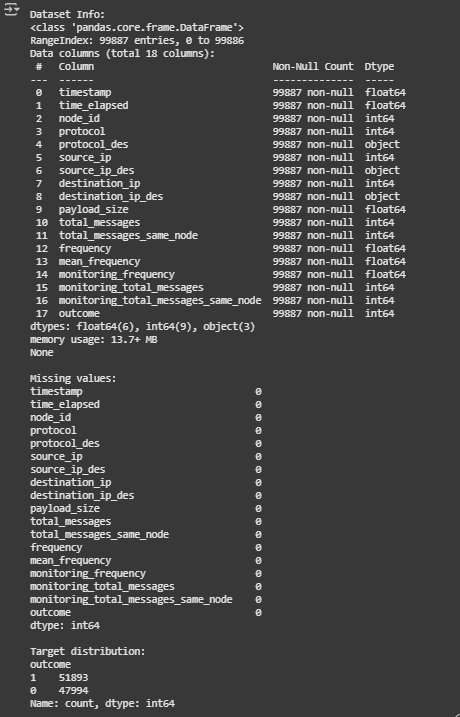 Dataset Info:
<class 'pandas.core.frame.DataFrame'>
RangeIndex: 99887 entries, 0 to 99886
Data columns (total 18 columns):
 #   Column                             Non-Null Count  Dtype
---  ------                             --------------  -----
 0   timestamp                          99887 non-null  float64
 1   time_elapsed                       99887 non-null  float64
 2   node_id                            99887 non-null  int64
 3   protocol                           99887 non-null  int64
 4   protocol_des                       99887 non-null  object
 5   source_ip                          99887 non-null  int64
 6   source_ip_des                      99887 non-null  object
 7   destination_ip                     99887 non-null  int64
 8   destination_ip_des                 99887 non-null  object
 9   payload_size                       99887 non-null  float64
 10  total_messages                     99887 non-null  int64
 11  total_messages_same_node           99887 non-null  int64
 12  frequency                          99887 non-null  float64
 13  mean_frequency                     99887 non-null  float64
 14  monitoring_frequency               99887 non-null  float64
 15  monitoring_total_messages          99887 non-null  int64
 16  monitoring_total_messages_same_node  99887 non-null  int64
 17  outcome                            99887 non-null  int64
dtypes: float64(6), int64(9), object(3)
memory usage: 13.7+ MB
None

Missing values:
timestamp                              0
time_elapsed                           0
node_id                                0
protocol                               0
protocol_des                           0
source_ip                              0
source_ip_des                          0
destination_ip                         0
destination_ip_des                     0
payload_size                           0
total_messages                         0
total_messages_same_node               0
frequency                              0
mean_frequency                         0
monitoring_frequency                   0
monitoring_total_messages              0
monitoring_total_messages_same_node    0
outcome                                0
dtype: int64

Target distribution:
outcome
1    51893
0    47994
Name: count, dtype: int64